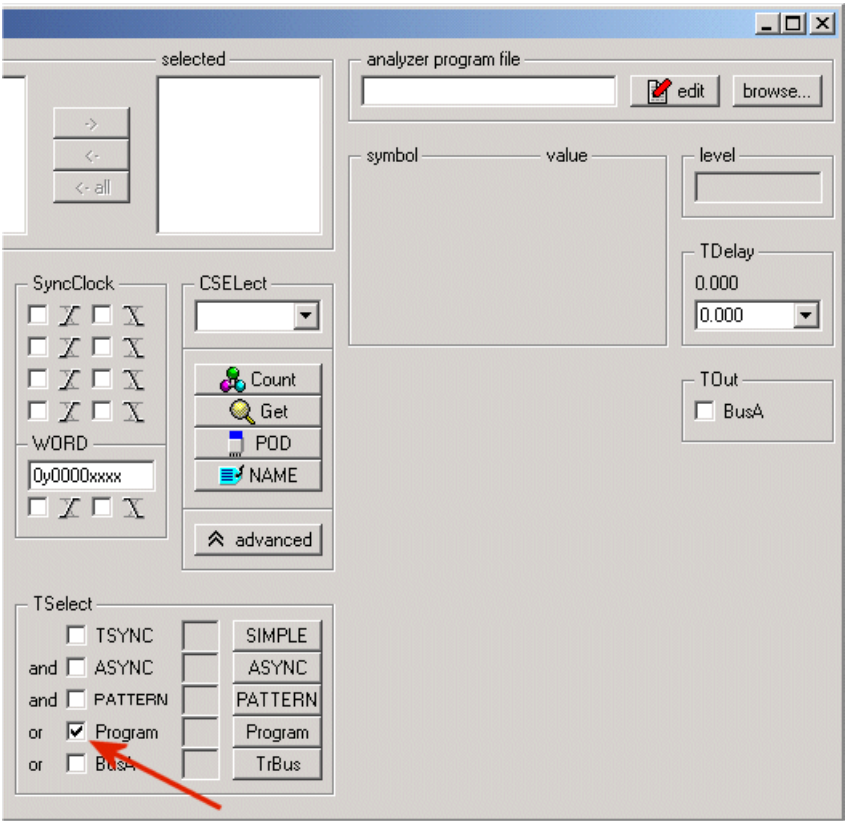 selected
->
<-
<- all
analyzer program file
edit
browse...
symbol value
level
TDelay
0.000
0.000
TOut
BusA
SyncClock
WORD
0y0000xxxx
CSELect
Count
Get
POD
NAME
advanced
TSelect
TSYNC SIMPLE
and ASYNC ASYNC
and PATTERN PATTERN
or Program Program
or BusA TrBus